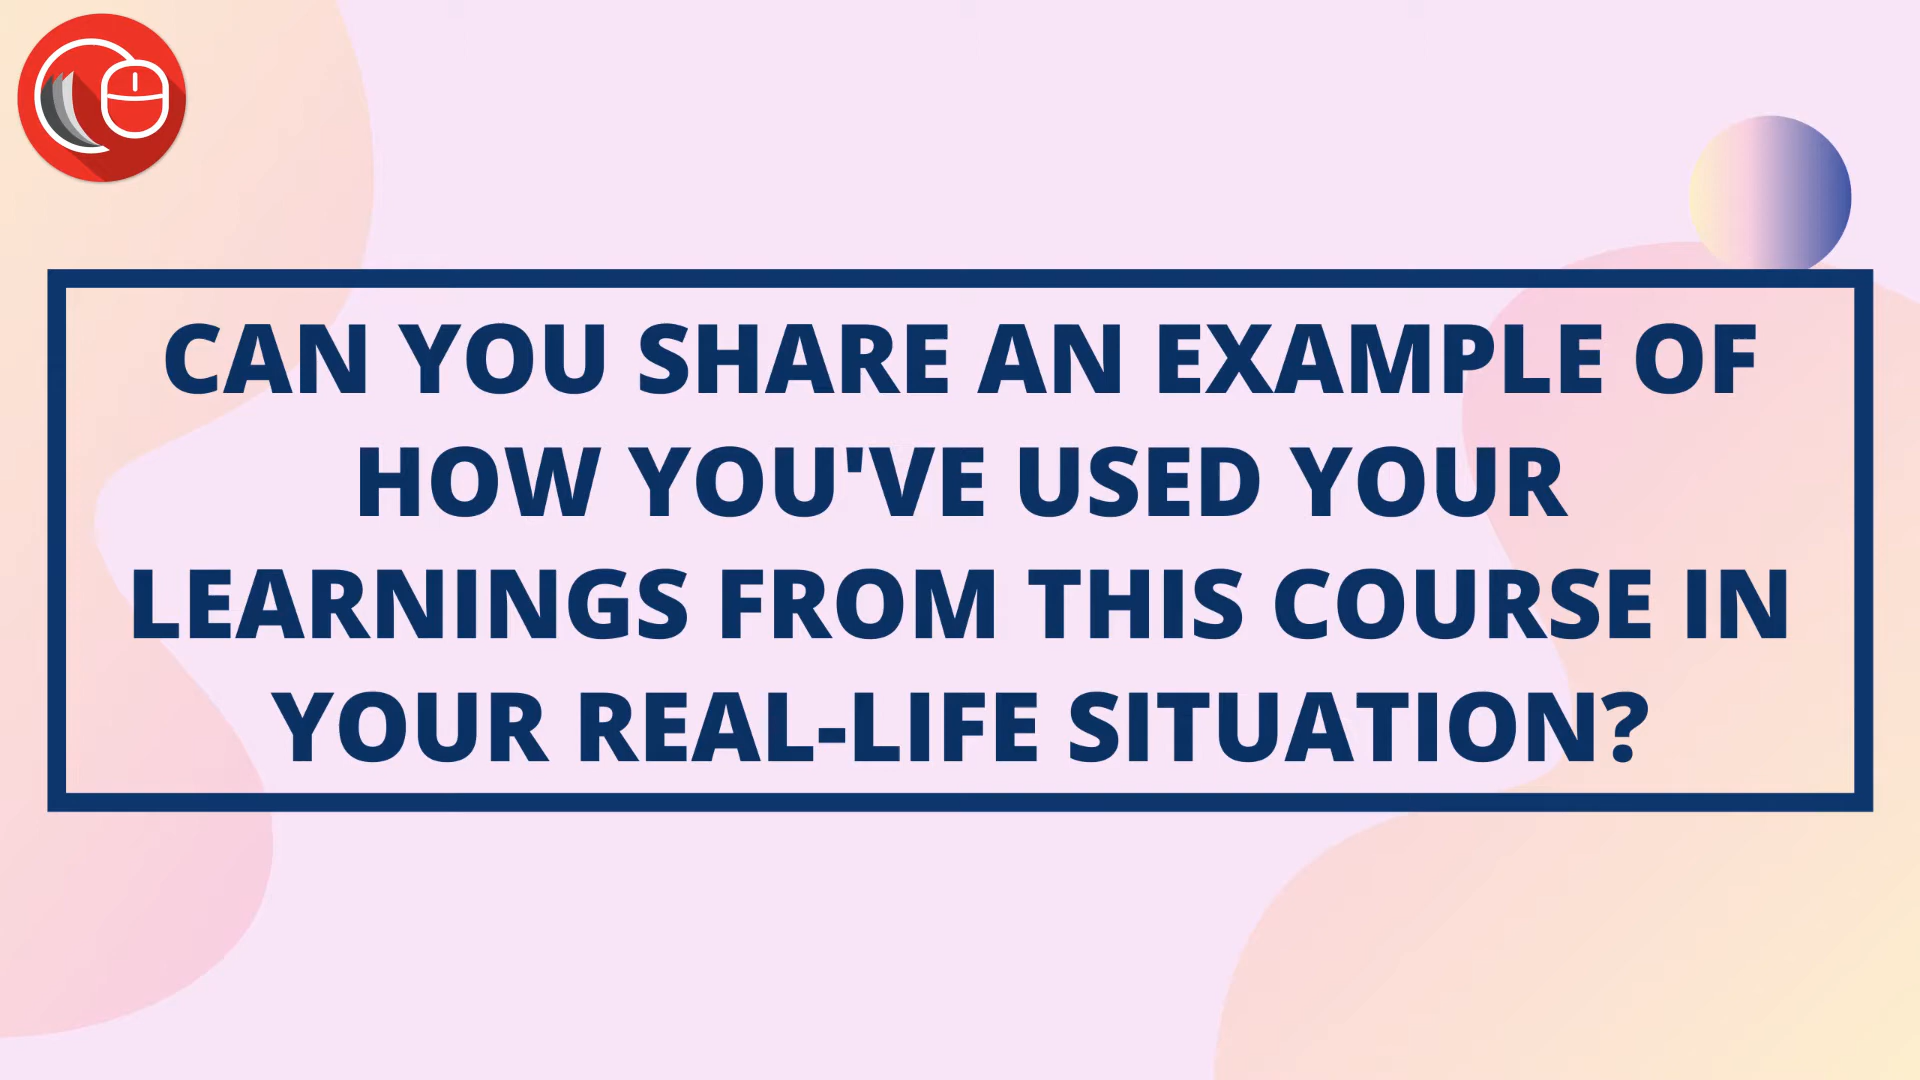 CAN YOU SHARE AN EXAMPLE OF
HOW YOU'VE USED YOUR
LEARNINGS FROM THIS COURSE IN
YOUR REAL-LIFE SITUATION?